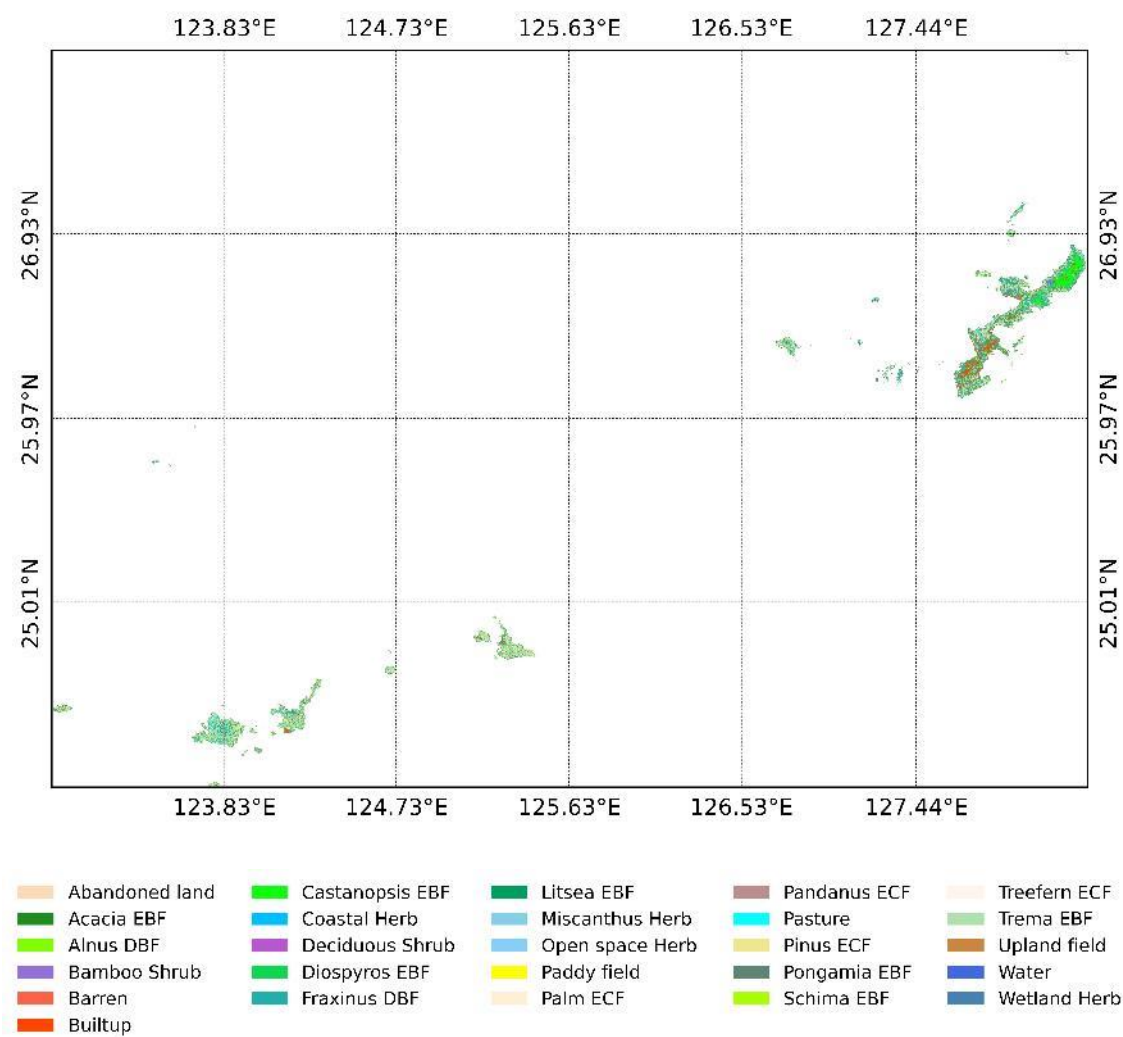 123.83°E 124.73°E 125.63°E 126.53°E 127.44°E
26.93°N 26.93°N
25.97°N 25.97°N
25.01°N 25.01°N
123.83°E 124.73°E 125.63°E 126.53°E 127.44°E
Abandoned land Castanopsis EBF Litsea EBF Pandanus ECF Treefern ECF
Acacia EBF Coastal Herb Miscanthus Herb Pasture Trema EBF
Alnus DBF Deciduous Shrub Open space Herb Pinus ECF Upland field
Bamboo Shrub Diospyros EBF Paddy field Pongamia EBF Water
Barren Fraxinus DBF Palm ECF Schima EBF Wetland Herb
Builtup